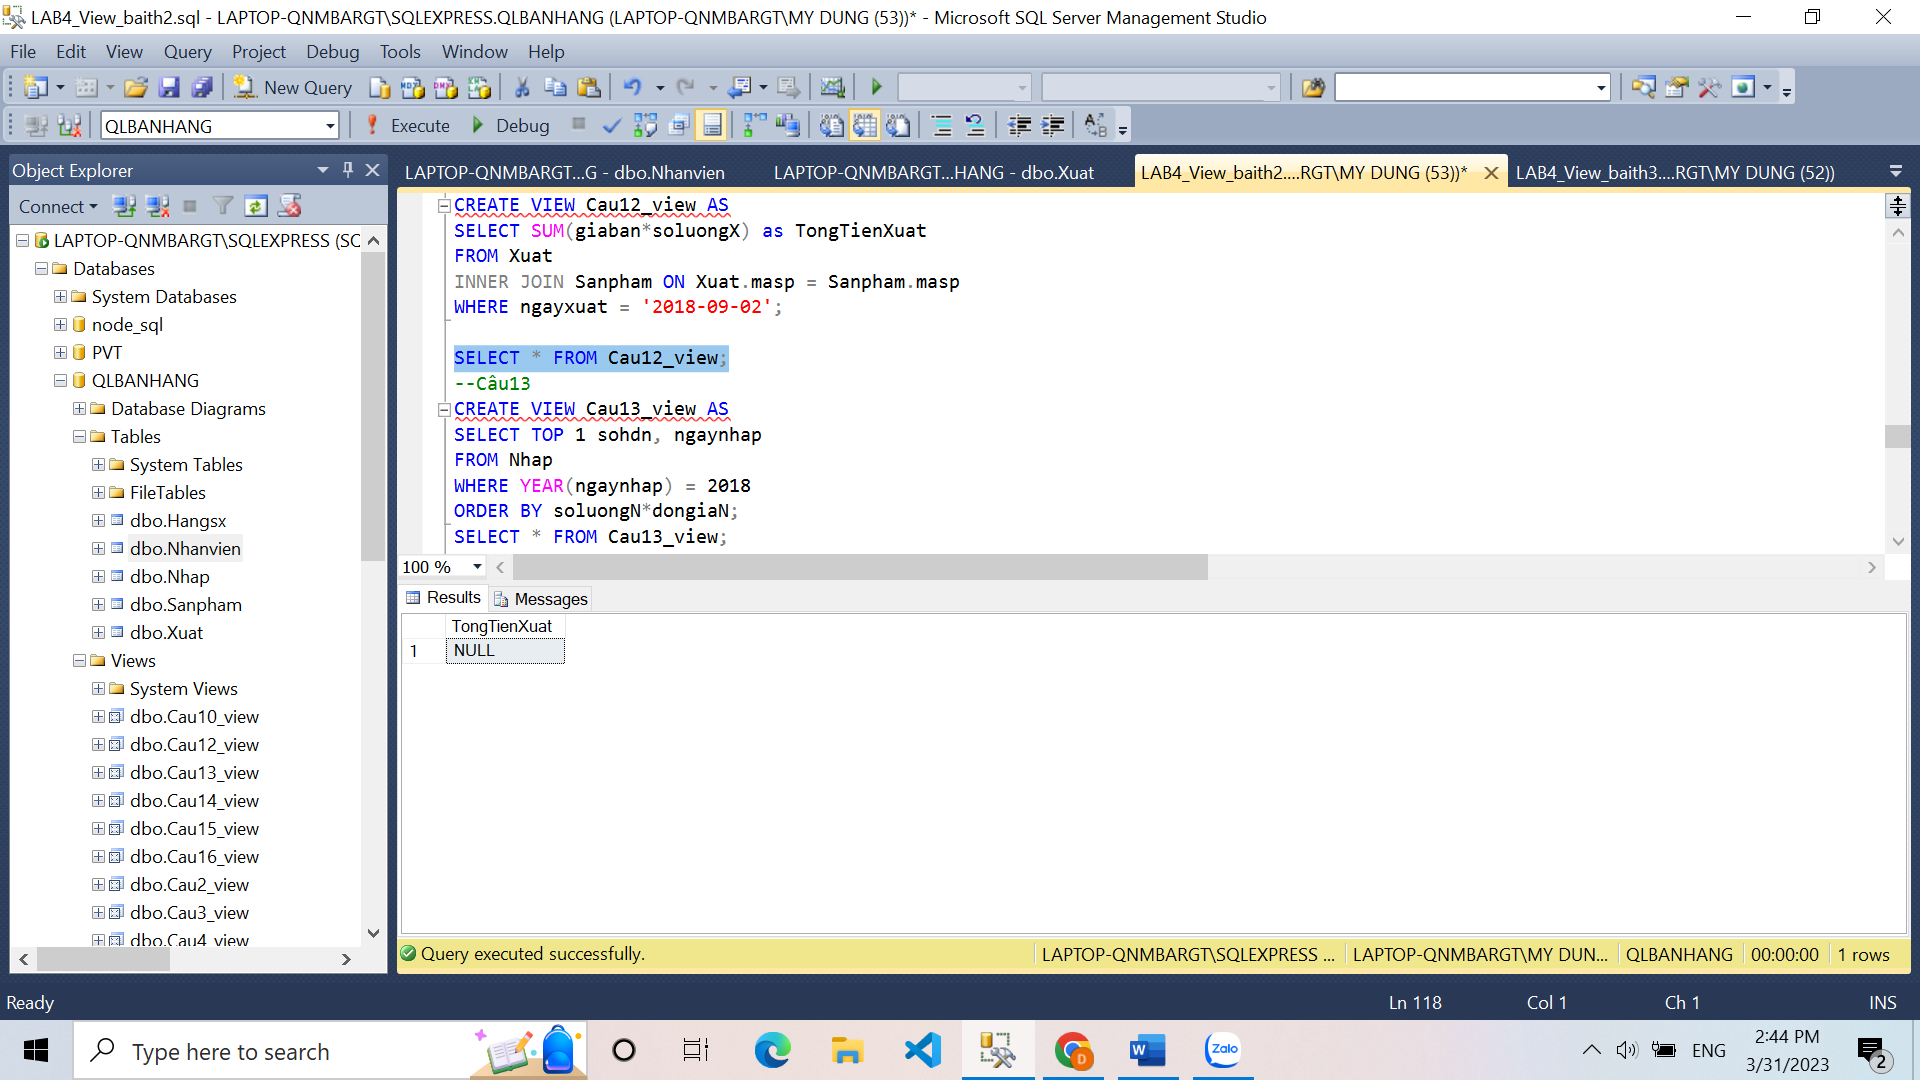 LAB4_View_baith2.sql - LAPTOP-QNMBARGT\SQLEXPRESS.QLBANHANG (LAPTOP-QNMBARGT\MY DUNG (53))* - Microsoft SQL Server Management Studio
File Edit View Query Project Debug Tools Window Help
New Query
QLBANHANG Execute Debug
Object Explorer
Connect
LAPTOP-QNMBARGT\SQLEXPRESS (SC
Databases
System Databases
node_sql
PVT
QLBANHANG
Database Diagrams
Tables
System Tables
FileTables
dbo.Hangsx
dbo.Nhanvien
dbo.Nhap
dbo.Sanpham
dbo.Xuat
Views
System Views
dbo.Cau10_view
dbo.Cau12_view
dbo.Cau13_view
dbo.Cau14_view
dbo.Cau15_view
dbo.Cau16_view
dbo.Cau2_view
dbo.Cau3_view
dbo.Cau4_view
LAPTOP-QNMBARGT...G - dbo.Nhanvien LAPTOP-QNMBARGT...HANG - dbo.Xuat LAB4_View_baith2....RGT\MY DUNG (53))* LAB4_View_baith3....RGT\MY DUNG (52))
CREATE VIEW Cau12_view AS
SELECT SUM(giaban*soluongX) as TongTienXuat
FROM Xuat
INNER JOIN Sanpham ON Xuat.masp = Sanpham.masp
WHERE ngayxuat = '2018-09-02';
SELECT * FROM Cau12_view;
--Câu13
CREATE VIEW Cau13_view AS
SELECT TOP 1 sohdn, ngaynhap
FROM Nhap
WHERE YEAR(ngaynhap) = 2018
ORDER BY soluongN*dongiaN;
SELECT * FROM Cau13_view;
100 %
Results Messages
TongTienXuat
1 NULL
Query executed successfully. LAPTOP-QNMBARGT\SQLEXPRESS ... LAPTOP-QNMBARGT\MY DUN... QLBANHANG 00:00:00 1 rows
Ready Ln 118 Col 1 Ch 1 INS
Type here to search Zalo ENG 2:44 PM
3/31/2023 2